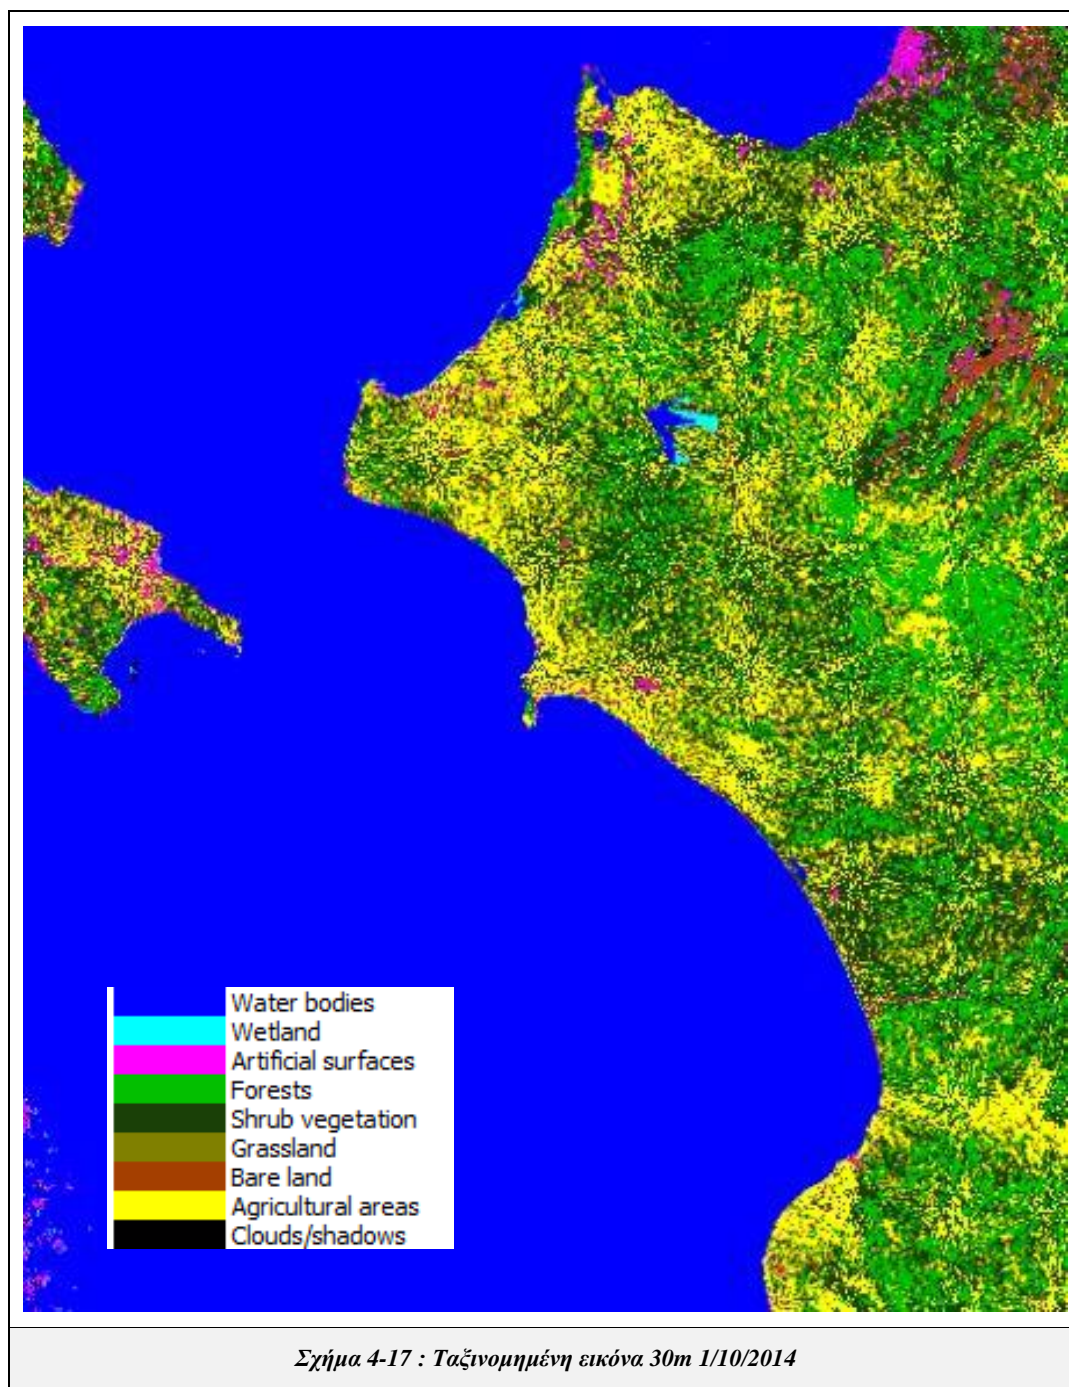 Water bodies
Wetland
Artificial surfaces
Forests
Shrub vegetation
Grassland
Bare land
Agricultural areas
Clouds/shadows
Σχήμα 4-17 : Ταξινομημένη εικόνα 30m 1/10/2014